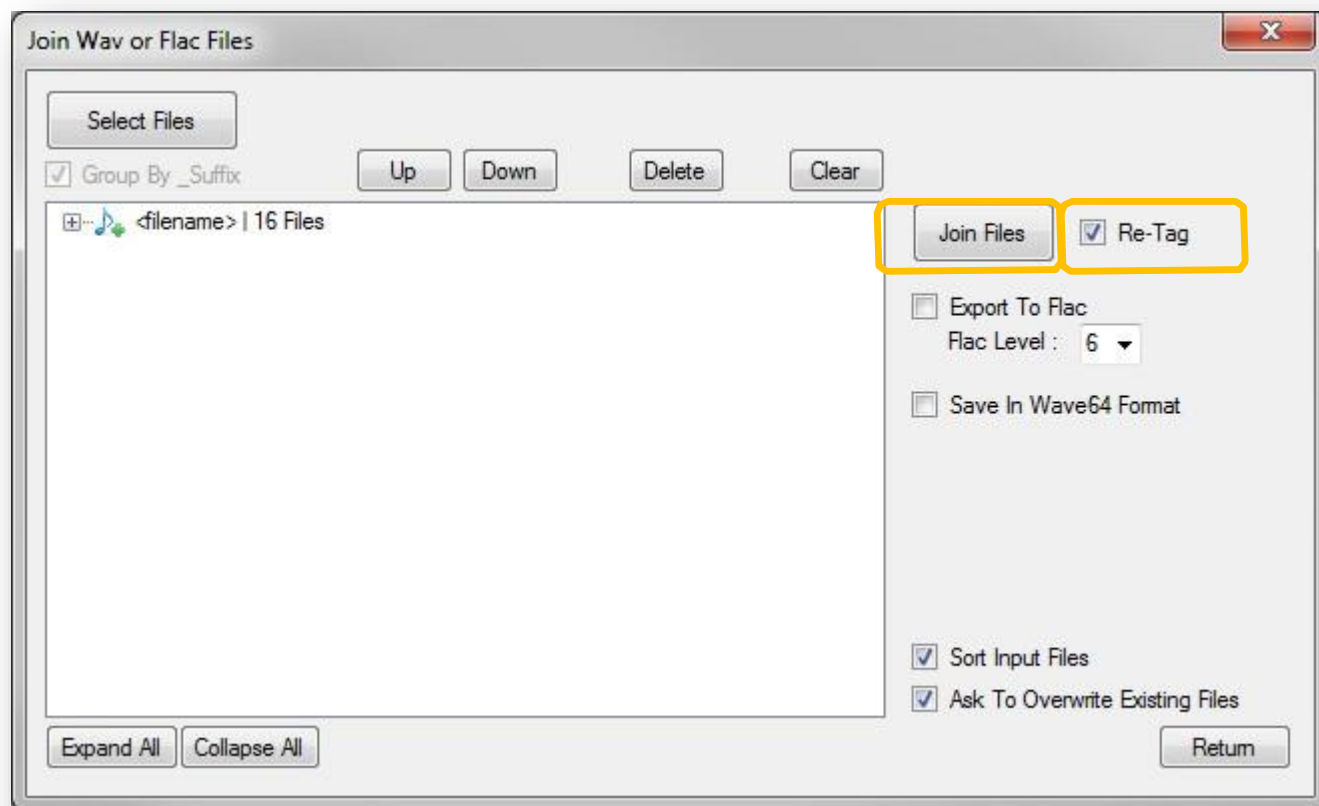 Join Wav or Flac Files
Select Files
Group By _Suffix
Up
Down
Delete
Clear
<filename> | 16 Files
Join Files
Re-Tag
Export To Flac
Flac Level :
6
Save In Wave64 Format
Sort Input Files
Ask To Overwrite Existing Files
Expand All
Collapse All
Return